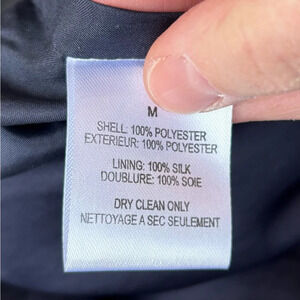 M
SHELL: 100% POLYESTER
EXTERIEUR: 100% POLYESTER
LINING: 100% SILK
DOUBLURE: 100% SOIE
DRY CLEAN ONLY
NETTOYAGE A SEC SEULEMENT